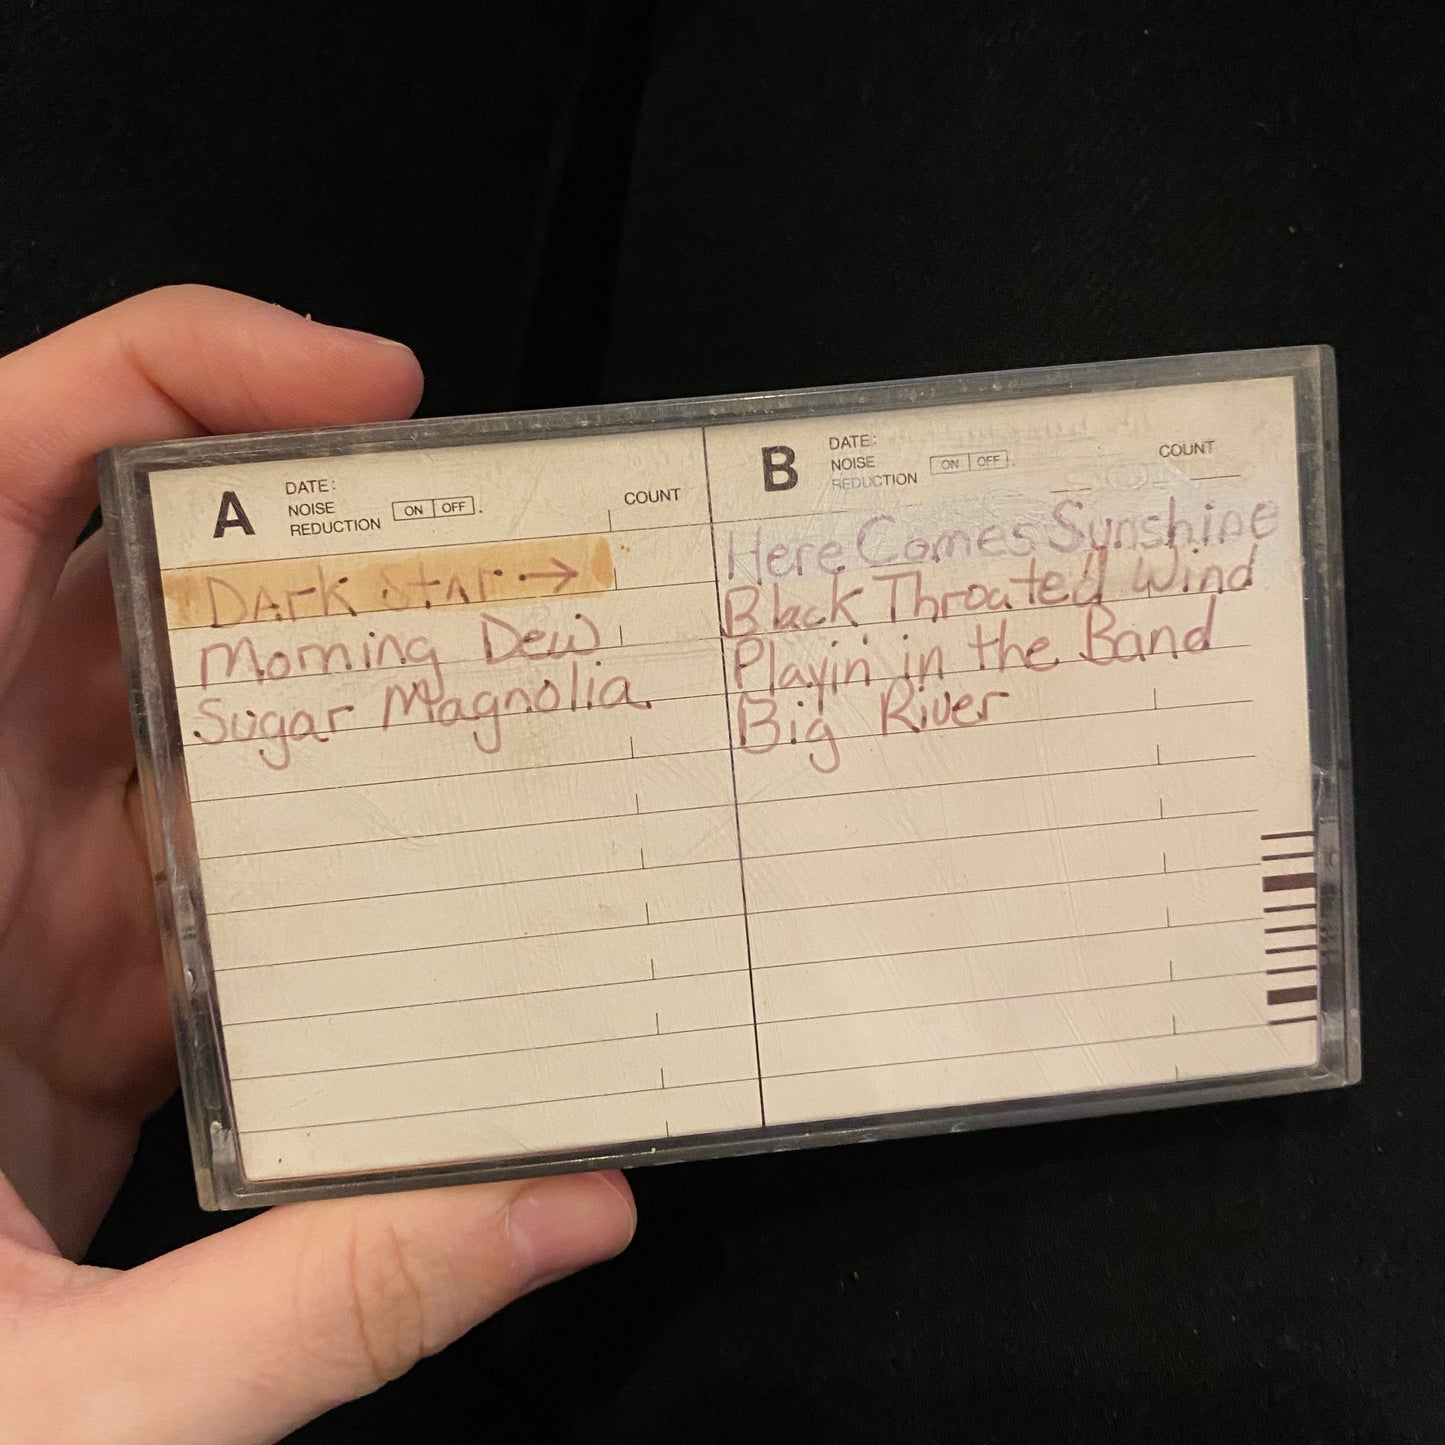 A
DATE:
NOISE
REDUCTION ON OFF
COUNT
Dark Star →
Morning Dew
Sugar Magnolia
B
DATE:
NOISE
REDUCTION ON OFF
COUNT
Here Comes Sunshine
Black Throated Wind
Playin' in the Band
Big River